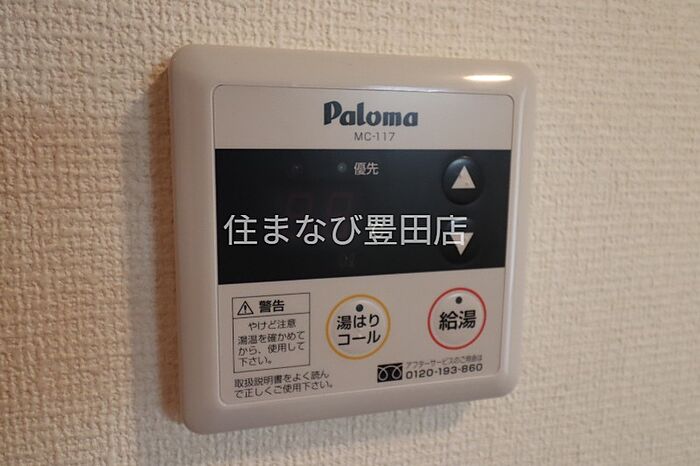 Paloma
MC-117
優先
住まなび豊田店
警告
やけど注意
湯温を確かめて
から、使用して
下さい。
取扱説明書をよく読ん
で正しくご使用下さい。
湯はり
コール
給湯
アフターサービスのご用命は
0120-193-860